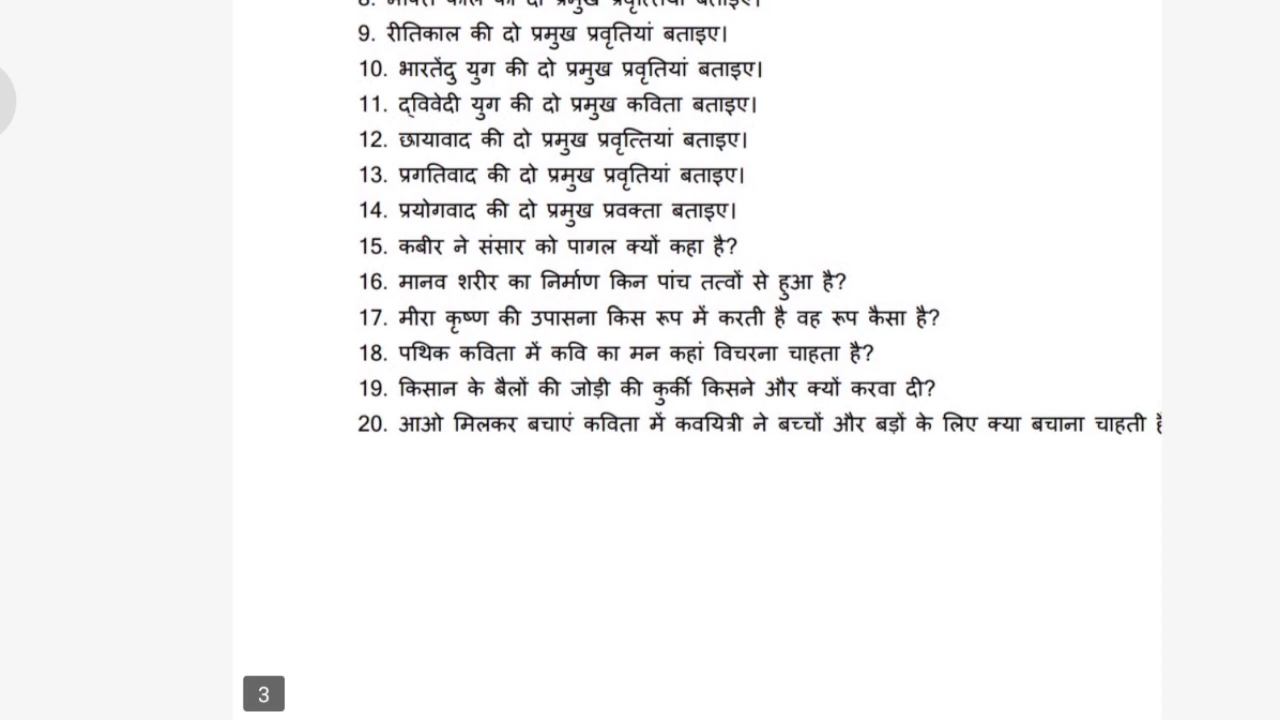 9. रीतिकाल की दो प्रमुख प्रवृतियां बताइए।
10. भारतेंदु युग की दो प्रमुख प्रवृतियां बताइए।
11. द्विवेदी युग की दो प्रमुख कविता बताइए।
12. छायावाद की दो प्रमुख प्रवृत्तियां बताइए।
13. प्रगतिवाद की दो प्रमुख प्रवृतियां बताइए।
14. प्रयोगवाद की दो प्रमुख प्रवक्ता बताइए।
15. कबीर ने संसार को पागल क्यों कहा है?
16. मानव शरीर का निर्माण किन पांच तत्वों से हुआ है?
17. मीरा कृष्ण की उपासना किस रूप में करती है वह रूप कैसा है?
18. पथिक कविता में कवि का मन कहां विचरना चाहता है?
19. किसान के बैलों की जोड़ी की कुर्की किसने और क्यों करवा दी?
20. आओ मिलकर बचाएं कविता में कवयित्री ने बच्चों और बड़ों के लिए क्या बचाना चाहती
3